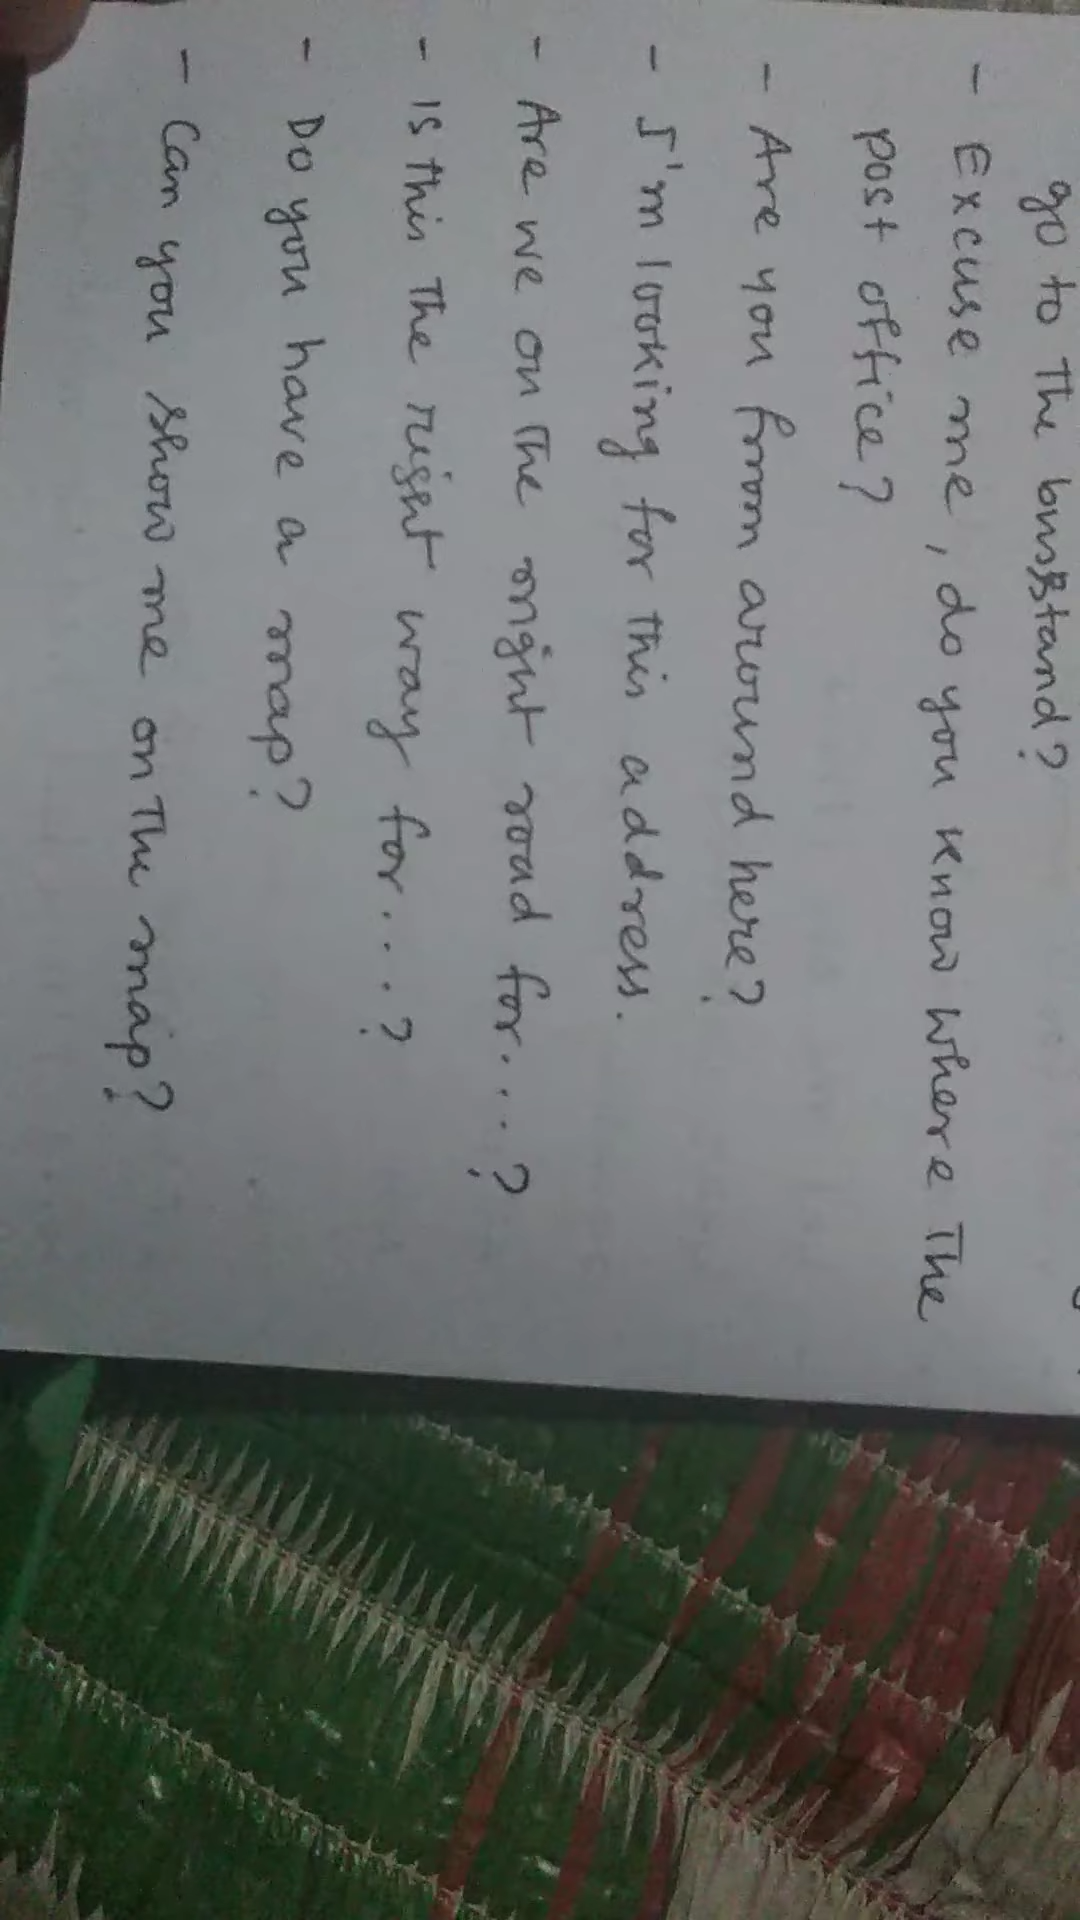 go to the busstand?
- Excuse me, do you know where the
post office?
- Are you from around here?
- I'm looking for this address.
- Are we on the right road for....?
- Is this the right way for....?
- Do you have a map?
- Can you show me on the map?